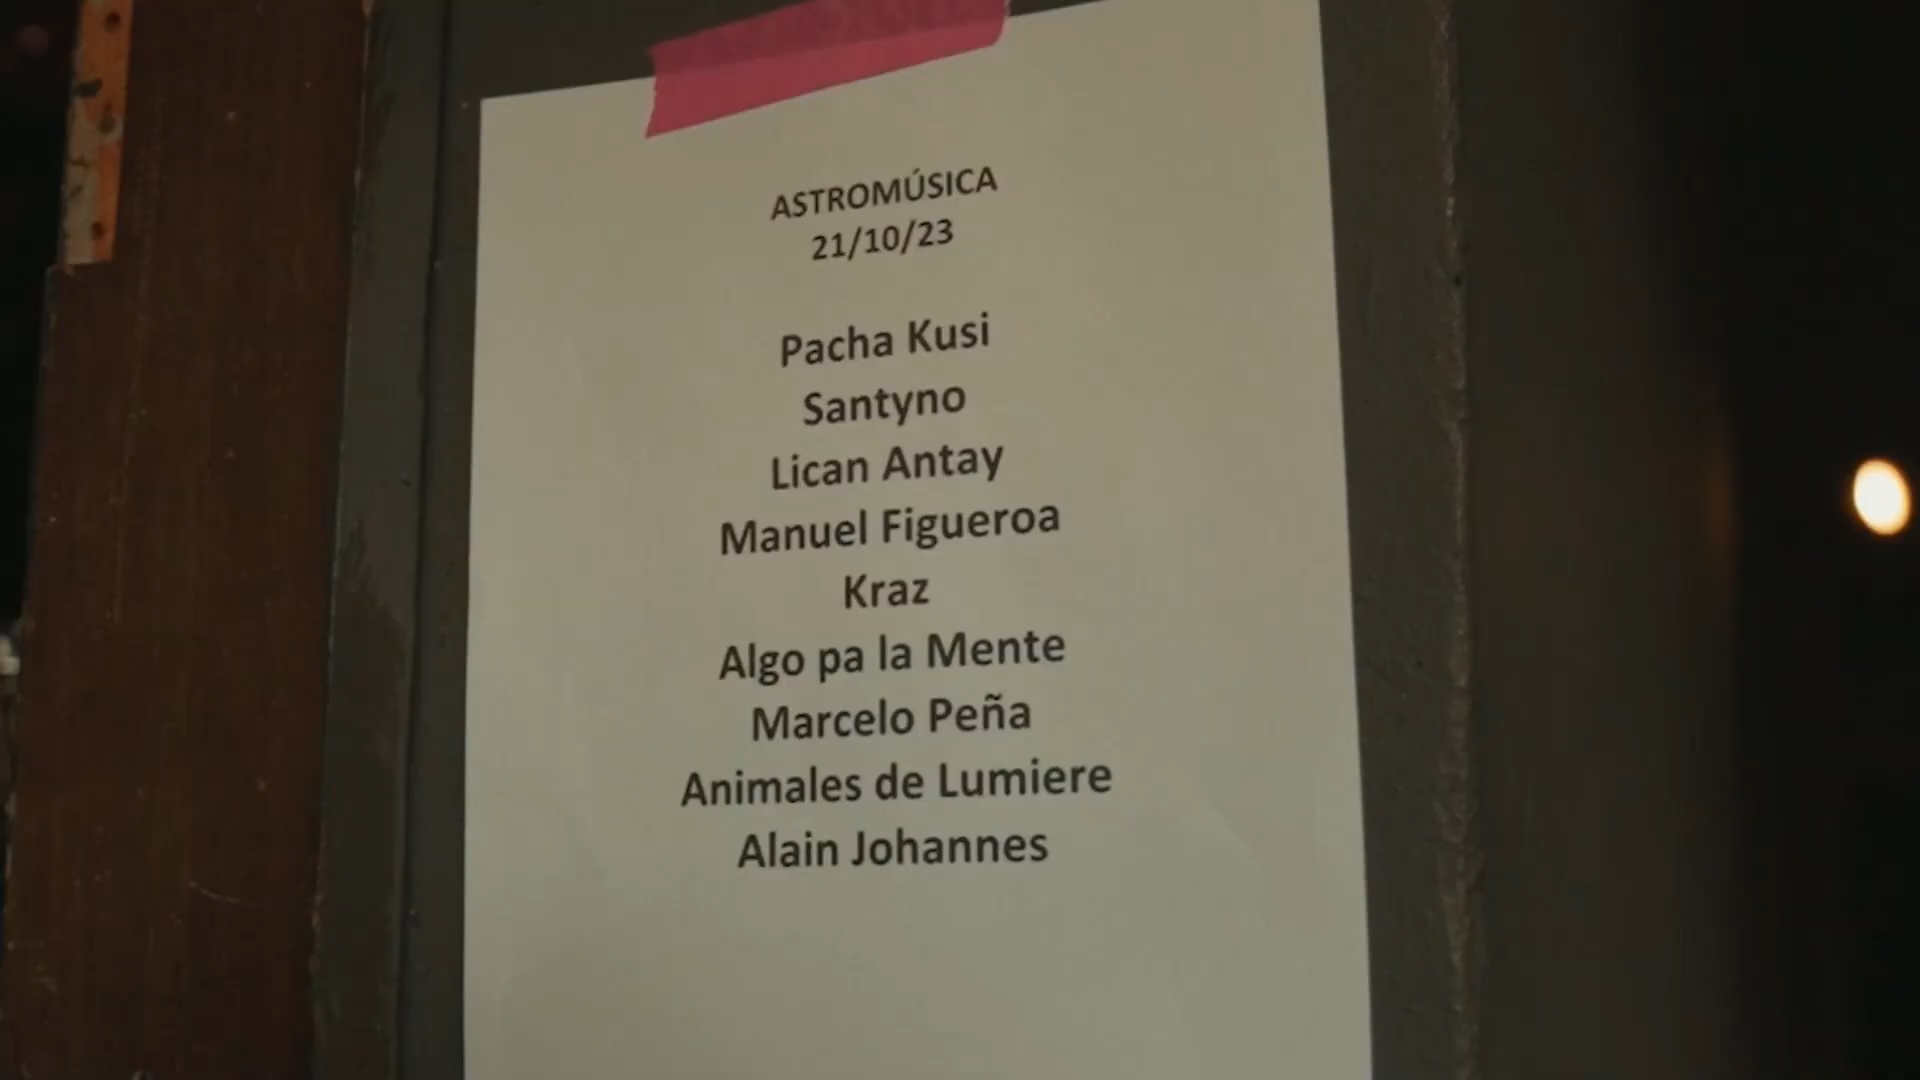 ASTROMÚSICA
21/10/23
Pacha Kusi
Santyno
Lican Antay
Manuel Figueroa
Kraz
Algo pa la Mente
Marcelo Peña
Animales de Lumiere
Alain Johannes